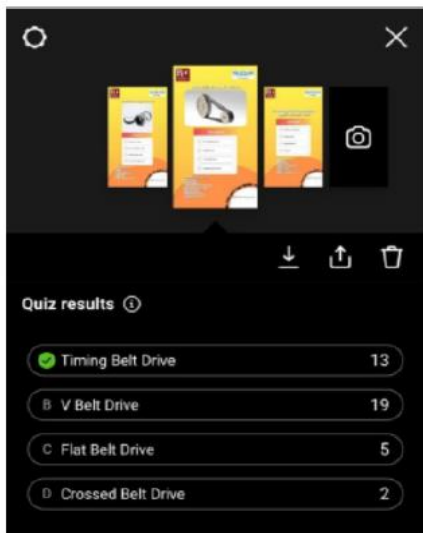 Quiz results
Timing Belt Drive 13
B V Belt Drive 19
C Flat Belt Drive 5
D Crossed Belt Drive 2